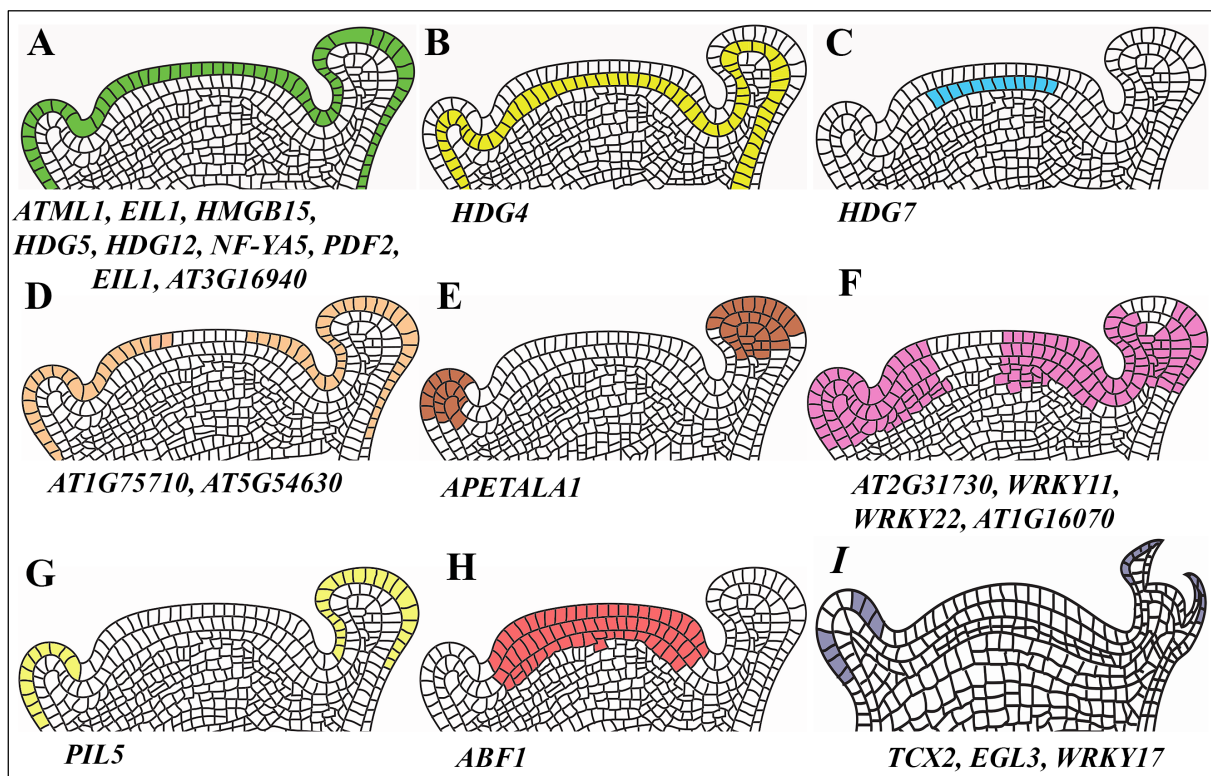 A
B
C
ATML1, EIL1, HMGB15,
HDG5, HDG12, NF-YA5, PDF2,
EIL1, AT3G16940
HDG4
HDG7
D
E
F
AT1G75710, AT5G54630
APETALA1
AT2G31730, WRKY11,
WRKY22, AT1G16070
G
H
I
PIL5
ABF1
TCX2, EGL3, WRKY17